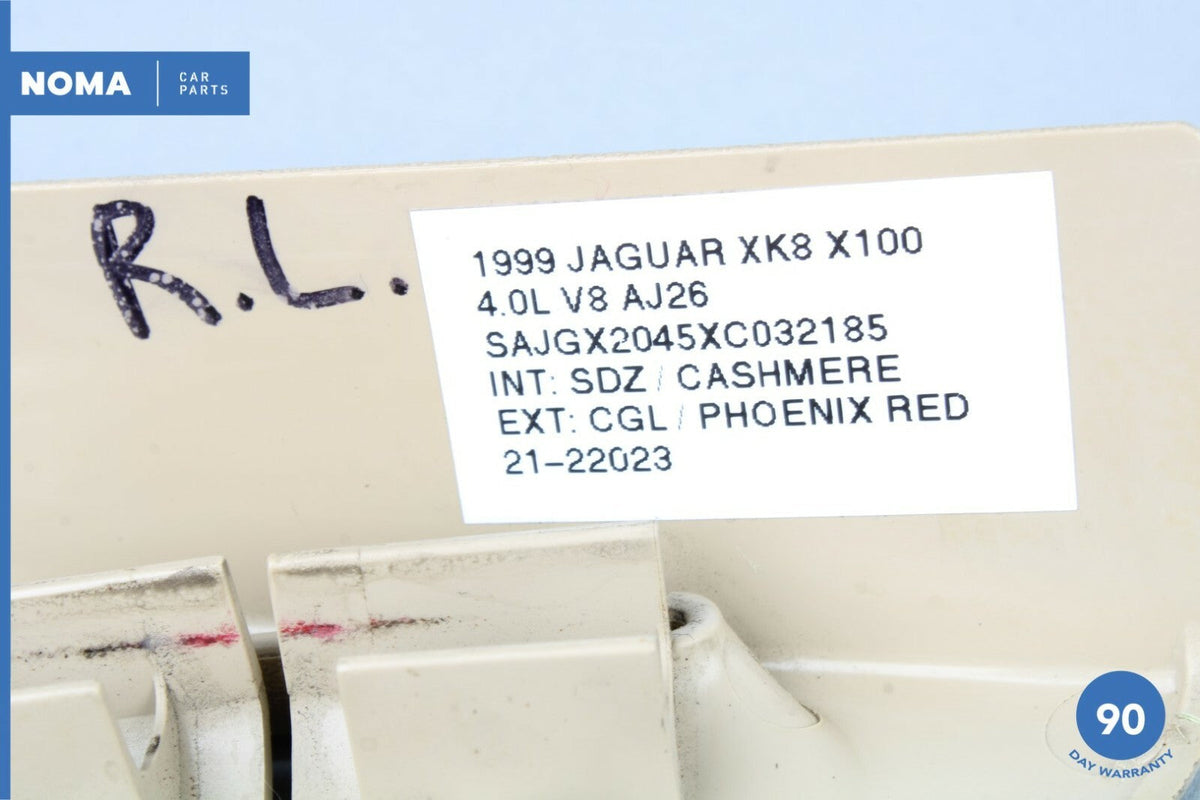 NOMA
CAR
PARTS
R.L.
1999 JAGUAR XK8 X100
4.0L V8 AJ26
SAJGX2045XC032185
INT: SDZ / CASHMERE
EXT: CGL / PHOENIX RED
21-22023
90
DAY WARRANTY